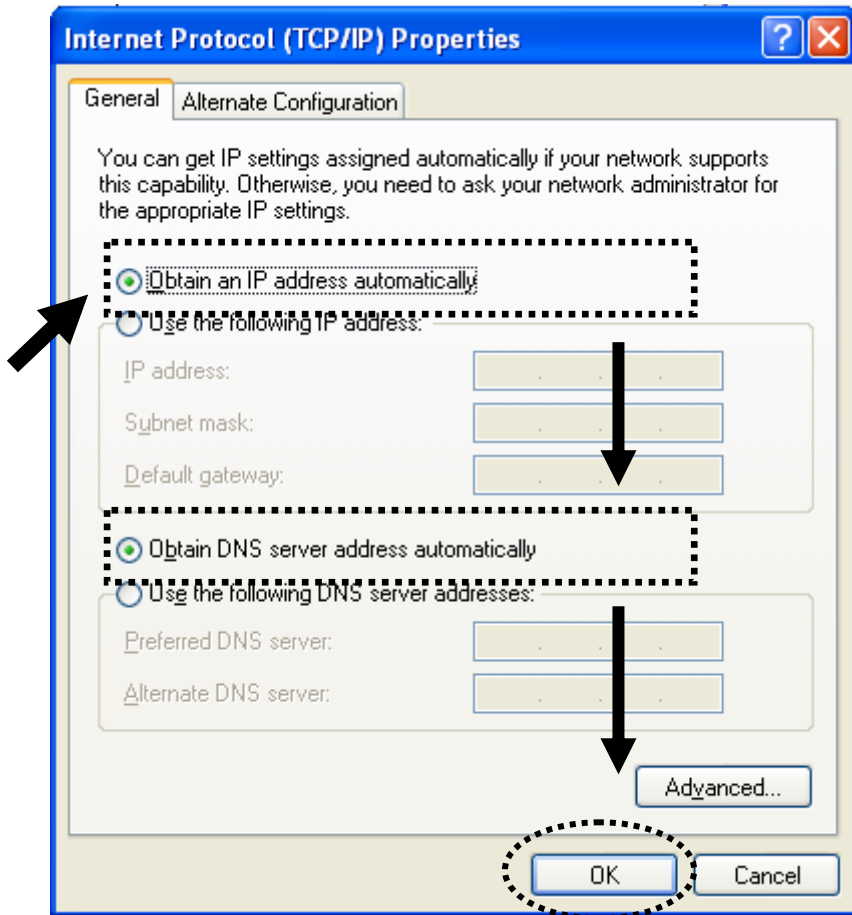 Internet Protocol (TCP/IP) Properties
General
Alternate Configuration
You can get IP settings assigned automatically if your network supports
this capability. Otherwise, you need to ask your network administrator for
the appropriate IP settings.
Obtain an IP address automatically
Use the following IP address:
IP address:
Subnet mask:
Default gateway:
Obtain DNS server address automatically
Use the following DNS server addresses:
Preferred DNS server:
Alternate DNS server:
Advanced...
OK
Cancel